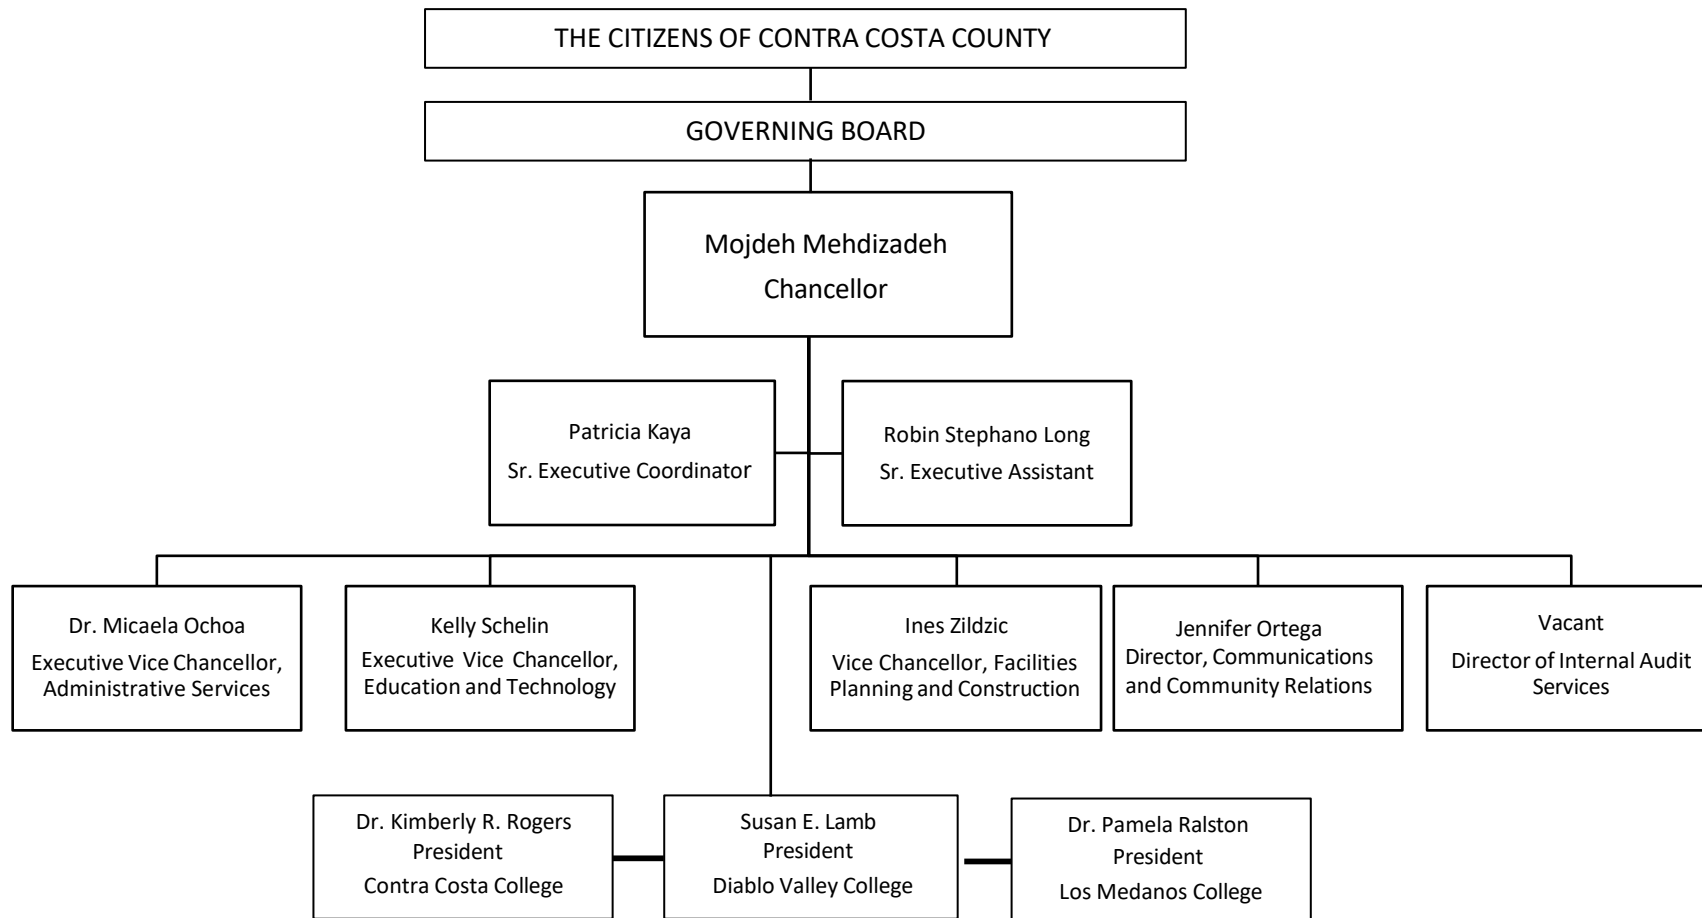 THE CITIZENS OF CONTRA COSTA COUNTY
GOVERNING BOARD
Mojdeh Mehdizadeh
Chancellor
Patricia Kaya
Sr. Executive Coordinator
Robin Stephano Long
Sr. Executive Assistant
Dr. Micaela Ochoa
Executive Vice Chancellor,
Administrative Services
Kelly Schelin
Executive Vice Chancellor,
Education and Technology
Ines Zildzic
Vice Chancellor, Facilities
Planning and Construction
Jennifer Ortega
Director, Communications
and Community Relations
Vacant
Director of Internal Audit
Services
Dr. Kimberly R. Rogers
President
Contra Costa College
Susan E. Lamb
President
Diablo Valley College
Dr. Pamela Ralston
President
Los Medanos College